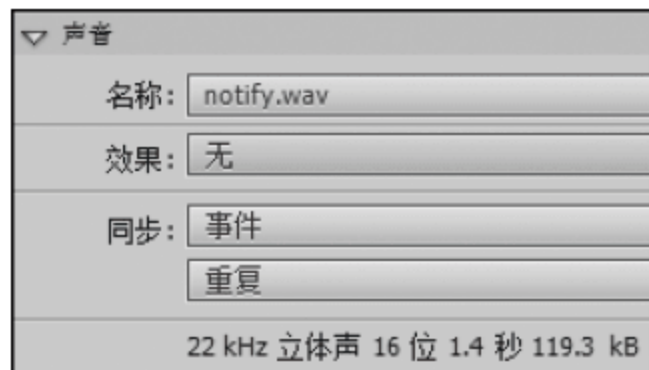 声音
名称: notify.wav
效果: 无
同步: 事件
重复
22 kHz 立体声 16 位 1.4 秒 119.3 kB